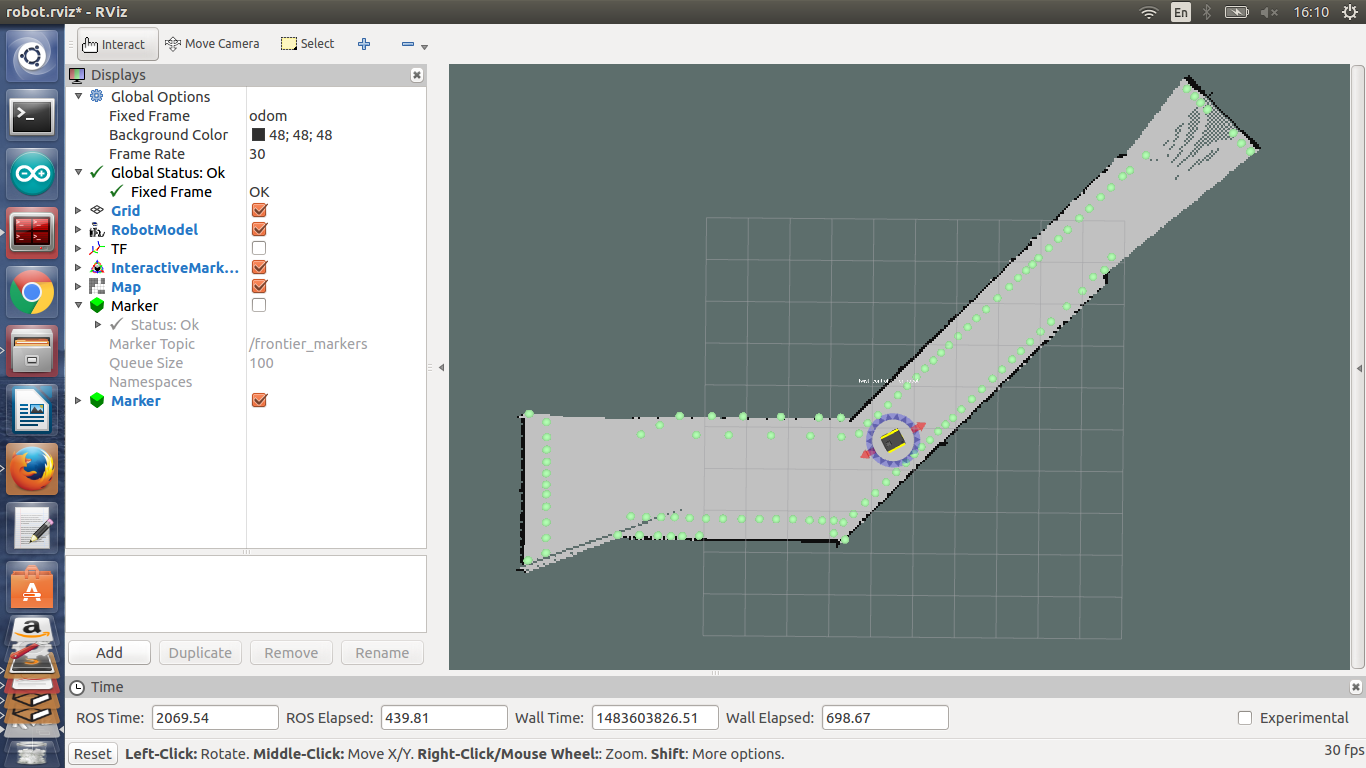 robot.rviz* - RViz
En
16:10
Interact
Move Camera
Select
Displays
Global Options
Fixed Frame odom
Background Color 48; 48; 48
Frame Rate 30
Global Status: Ok
Fixed Frame OK
Grid
RobotModel
TF
InteractiveMark...
Map
Marker
Status: Ok
Marker Topic /frontier_markers
Queue Size 100
Namespaces
Marker
Add Duplicate Remove Rename
Time
ROS Time: 2069.54 ROS Elapsed: 439.81 Wall Time: 1483603826.51 Wall Elapsed: 698.67 Experimental
Reset Left-Click: Rotate. Middle-Click: Move X/Y. Right-Click/Mouse Wheel:: Zoom. Shift: More options. 30 fps